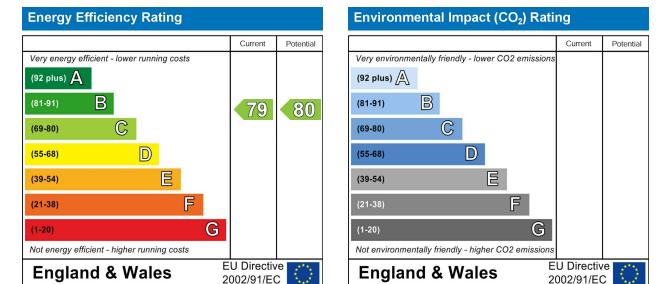 Energy Efficiency Rating
Current Potential
Very energy efficient - lower running costs
(92 plus) A
(81-91) B
79 80
(69-80) C
(55-68) D
(39-54) E
(21-38) F
(1-20) G
Not energy efficient - higher running costs
England & Wales
EU Directive
2002/91/EC
Environmental Impact (CO₂) Rating
Current Potential
Very environmentally friendly - lower CO2 emissions
(92 plus) A
(81-91) B
(69-80) C
(55-68) D
(39-54) E
(21-38) F
(1-20) G
Not environmentally friendly - higher CO2 emissions
England & Wales
EU Directive
2002/91/EC